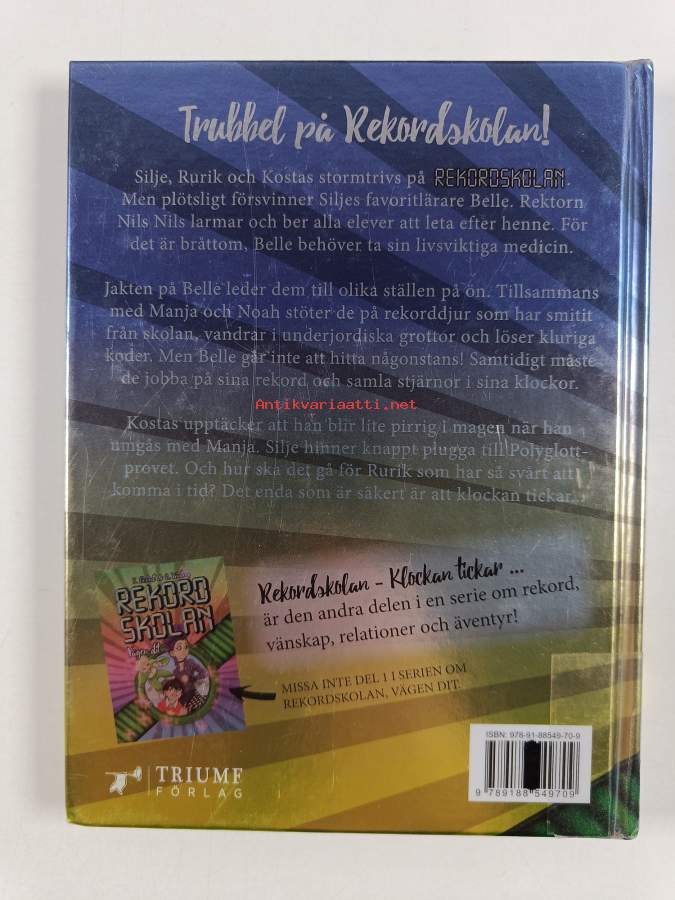 Trubbel på Rekordskolan!
Silje, Rurik och Kostas stormtrivs på REKORDSKOLAN.
Men plötsligt försvinner Siljes favoritlärare Belle. Rektorn
Nils Nils larmar och ber alla elever att leta efter henne. För
det är bråttom, Belle behöver ta sin livsviktiga medicin.
Jakten på Belle leder dem till olika ställen på ön. Tillsammans
med Manja och Noah stöter de på rekorddjur som har smitit
från skolan, vandrar i underjordiska grottor och löser kluriga
koder. Men Belle går inte att hitta någonstans! Samtidigt måste
de jobba på sina rekord och samla stjärnor i sina klockor.
Antikvariaatti.net
Kostas upptäcker att han blir lite pirrig i magen när han
umgås med Manja. Silje hinner knappt plugga till Polyglott-
provet. Och hur ska det gå för Rurik som har så svårt att
komma i tid? Det enda som är säkert är att klockan tickar...
REKORD
SKOLAN
Vägen dit
Rekordskolan – Klockan tickar ...
är den andra delen i en serie om rekord,
vänskap, relationer och äventyr!
MISSA INTE DEL 1 I SERIEN OM
REKORDSKOLAN, VÄGEN DIT.
ISBN: 978-91-88549-70-9
9 789188 549709
TRIUMF
FÖRLAG